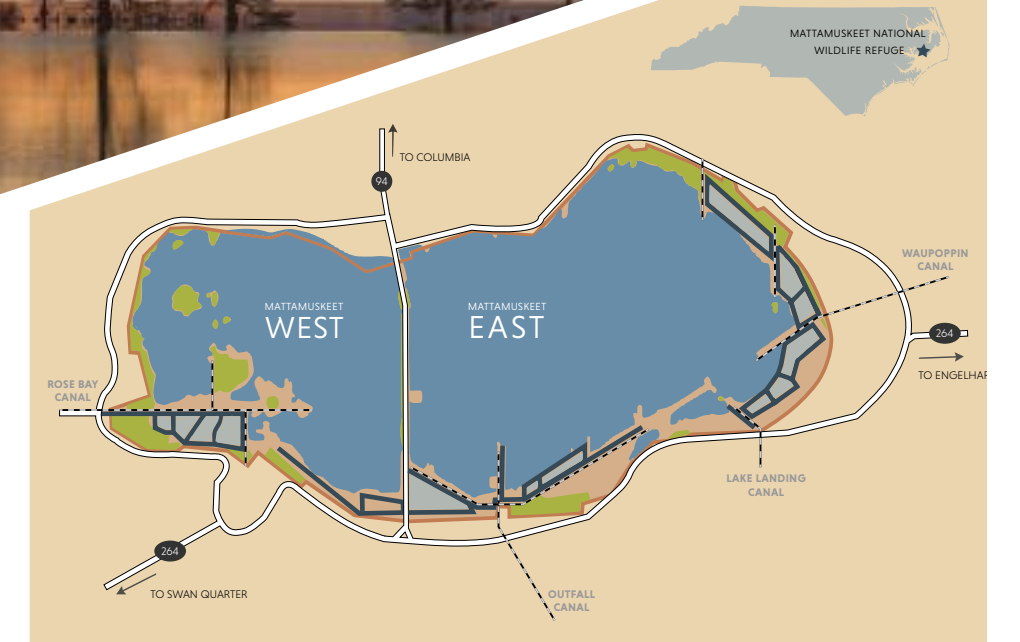 MATTAMUSKEET NATIONAL
WILDLIFE REFUGE
TO COLUMBIA
94
WAUPOPPIN
CANAL
MATTAMUSKEET
WEST
MATTAMUSKEET
EAST
264
TO ENGELHAR
ROSE BAY
CANAL
LAKE LANDING
CANAL
264
TO SWAN QUARTER
OUTFALL
CANAL